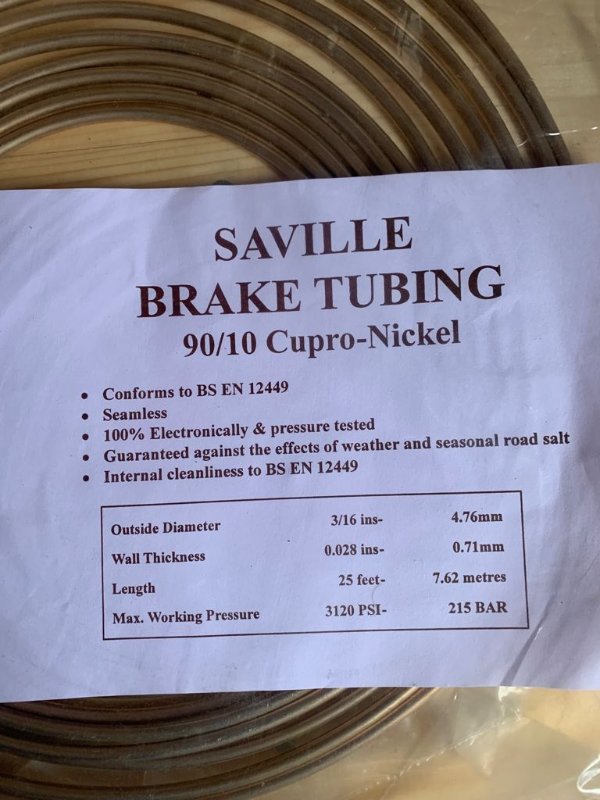 SAVILLE
BRAKE TUBING
90/10 Cupro-Nickel
• Conforms to BS EN 12449
• Seamless
• 100% Electronically & pressure tested
• Guaranteed against the effects of weather and seasonal road salt
• Internal cleanliness to BS EN 12449
Outside Diameter 3/16 ins- 4.76mm
Wall Thickness 0.028 ins- 0.71mm
Length 25 feet- 7.62 metres
Max. Working Pressure 3120 PSI- 215 BAR